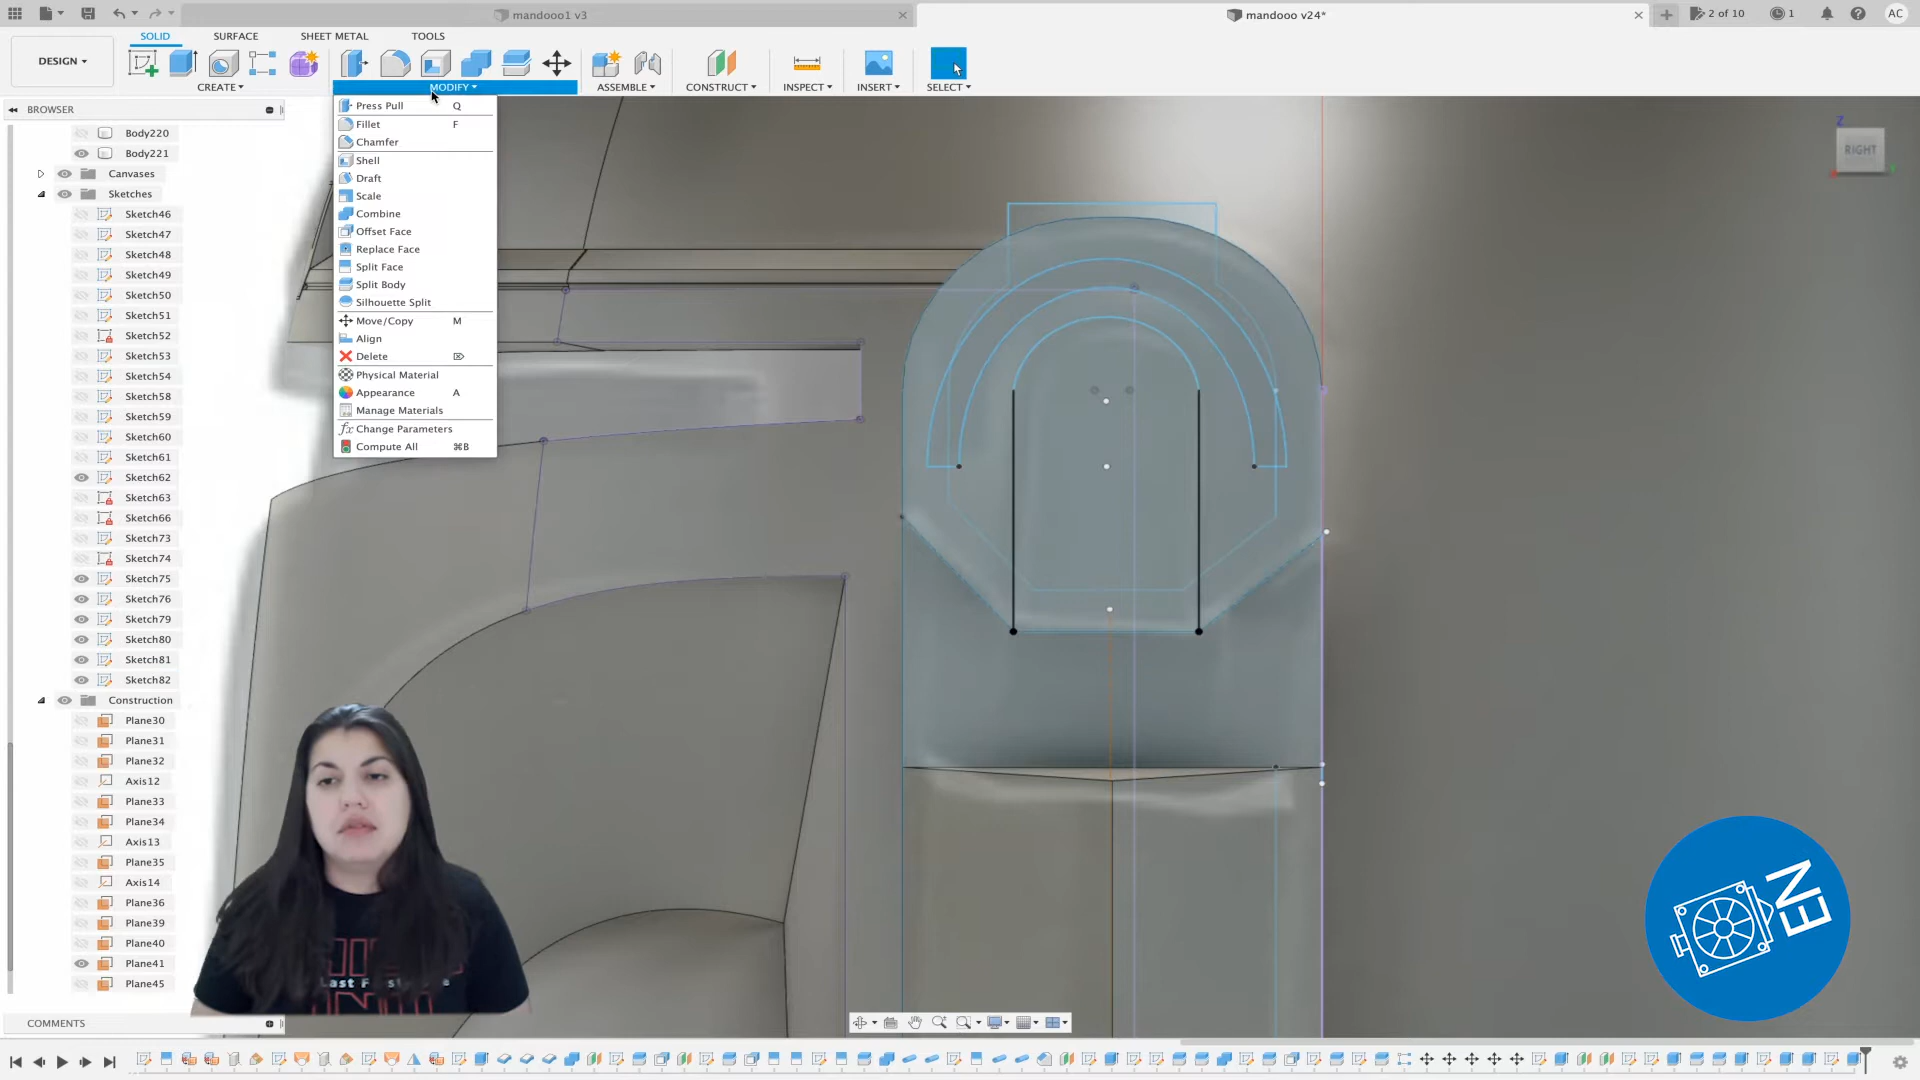 mandooo1 v3
mandooo v24*
2 of 10
1
AC
DESIGN
SOLID
SURFACE
SHEET METAL
TOOLS
CREATE
MODIFY
ASSEMBLE
CONSTRUCT
INSPECT
INSERT
SELECT
BROWSER
Body220
Body221
Canvases
Sketches
Sketch46
Sketch47
Sketch48
Sketch49
Sketch50
Sketch51
Sketch52
Sketch53
Sketch54
Sketch58
Sketch59
Sketch60
Sketch61
Sketch62
Sketch63
Sketch66
Sketch73
Sketch74
Sketch75
Sketch76
Sketch79
Sketch80
Sketch81
Sketch82
Construction
Plane30
Plane31
Plane32
Axis12
Plane33
Plane34
Axis13
Plane35
Axis14
Plane36
Plane39
Plane40
Plane41
Plane45
COMMENTS
Press Pull Q
Fillet F
Chamfer
Shell
Draft
Scale
Combine
Offset Face
Replace Face
Split Face
Split Body
Silhouette Split
Move/Copy M
Align
Delete ⌦
Physical Material
Appearance A
Manage Materials
fx Change Parameters
Compute All ⌘B
Z
RIGHT
EN